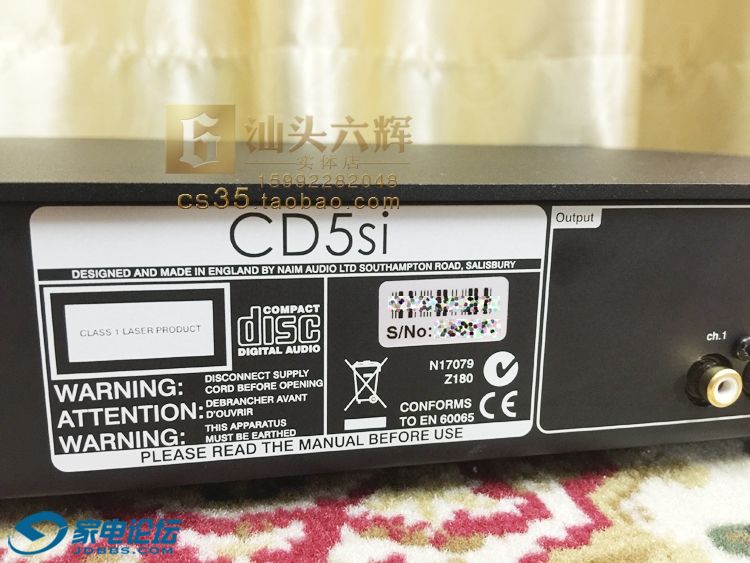 6 汕头六辉
实体店
15992282048
cs35.taobao.com
CD5si
DESIGNED AND MADE IN ENGLAND BY NAIM AUDIO LTD SOUTHAMPTON ROAD, SALISBURY
CLASS 1 LASER PRODUCT
COMPACT
disc
DIGITAL AUDIO
WARNING: DISCONNECT SUPPLY CORD BEFORE OPENING
ATTENTION: DEBRANCHER AVANT D'OUVRIR
WARNING: THIS APPARATUS MUST BE EARTHED
S/No:
N17079
Z180
CONFORMS
TO EN 60065
CE
PLEASE READ THE MANUAL BEFORE USE
Output
ch.1
家电论坛
JDBBS.COM